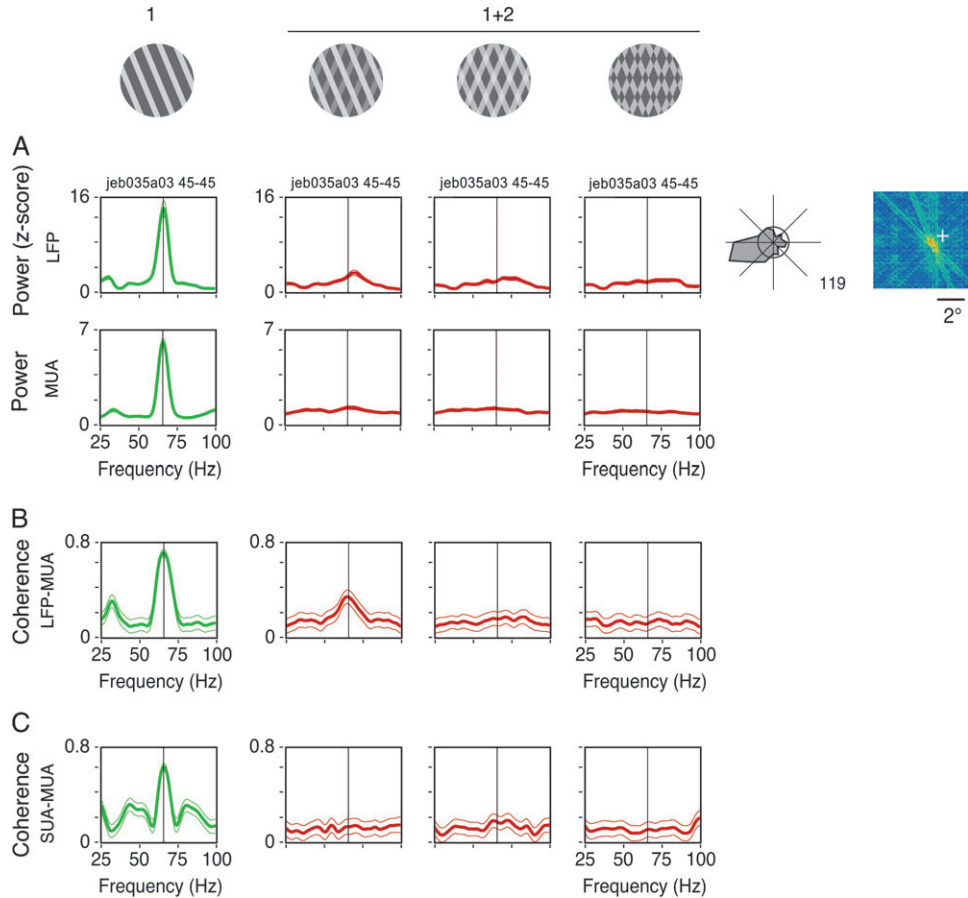 1
1+2
A
Power (z-score)
LFP
jeb035a03 45-45
jeb035a03 45-45
jeb035a03 45-45
jeb035a03 45-45
16
0
119
2°
Power
MUA
7
0
25 50 75 100
25 50 75 100
Frequency (Hz)
Frequency (Hz)
B
Coherence
LFP-MUA
0.8
0.8
0
0
25 50 75 100
25 50 75 100
Frequency (Hz)
Frequency (Hz)
C
Coherence
SUA-MUA
0.8
0.8
0
0
25 50 75 100
25 50 75 100
Frequency (Hz)
Frequency (Hz)